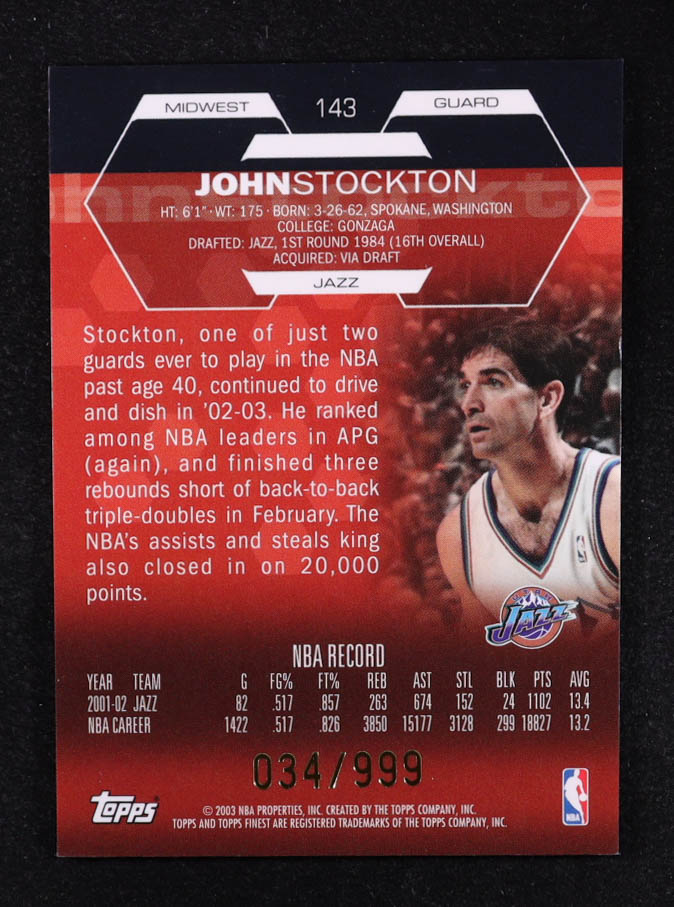 MIDWEST 143 GUARD
JOHNSTOCKTON
HT: 6'1" · WT: 175 · BORN: 3-26-62, SPOKANE, WASHINGTON
COLLEGE: GONZAGA
DRAFTED: JAZZ, 1ST ROUND 1984 (16TH OVERALL)
ACQUIRED: VIA DRAFT
JAZZ
Stockton, one of just two
guards ever to play in the NBA
past age 40, continued to drive
and dish in '02-03. He ranked
among NBA leaders in APG
(again), and finished three
rebounds short of back-to-back
triple-doubles in February. The
NBA's assists and steals king
also closed in on 20,000
points.
JAZZ
NBA RECORD
YEAR TEAM G FG% FT% REB AST STL BLK PTS AVG
2001-02 JAZZ 82 .517 .857 263 674 152 24 1102 13.4
NBA CAREER 1422 .517 .826 3850 15177 3128 299 18827 13.2
034/999
TOPPS
© 2003 NBA PROPERTIES, INC. CREATED BY THE TOPPS COMPANY, INC.
TOPPS AND TOPPS FINEST ARE REGISTERED TRADEMARKS OF THE TOPPS COMPANY, INC.
NBA